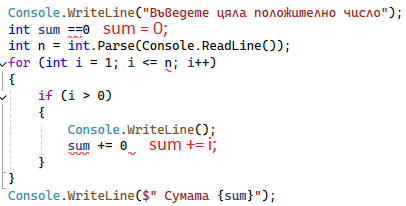 Console.WriteLine("Въведете цяла положително число");
int sum ==0 sum = 0;
int n = int.Parse(Console.ReadLine());
for (int i = 1; i <= n; i++)
{
if (i > 0)
{
Console.WriteLine();
sum += 0 sum += i;
}
}
Console.WriteLine($" Сумата {sum}");